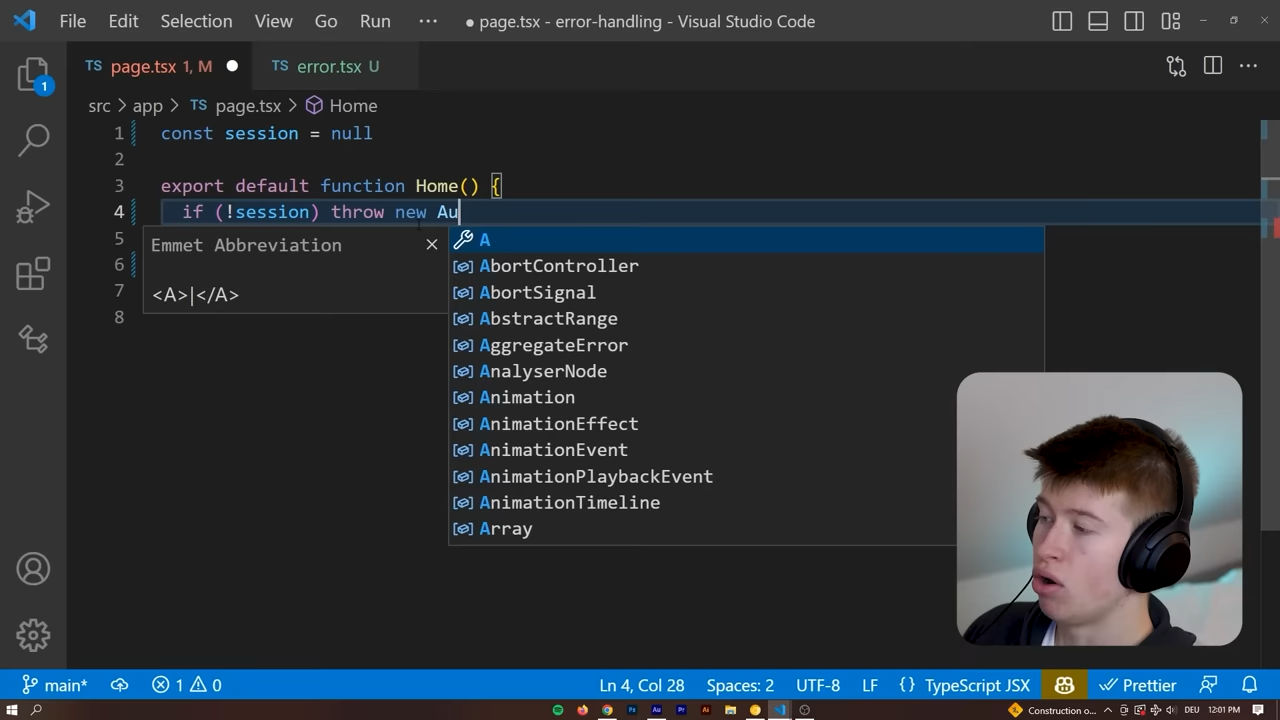 File Edit Selection View Go Run ··· ● page.tsx - error-handling - Visual Studio Code
TS page.tsx 1, M ● TS error.tsx U
src > app > TS page.tsx > Home
1 const session = null
2
3 export default function Home() {
4 if (!session) throw new Au
5
6
7
8
Emmet Abbreviation ×
<A>|</A>
A
AbortController
AbortSignal
AbstractRange
AggregateError
AnalyserNode
Animation
AnimationEffect
AnimationEvent
AnimationPlaybackEvent
AnimationTimeline
Array
1
main* 1 0 Ln 4, Col 28 Spaces: 2 UTF-8 LF {} TypeScript JSX Prettier
Construction o... DEU 12:01 PM